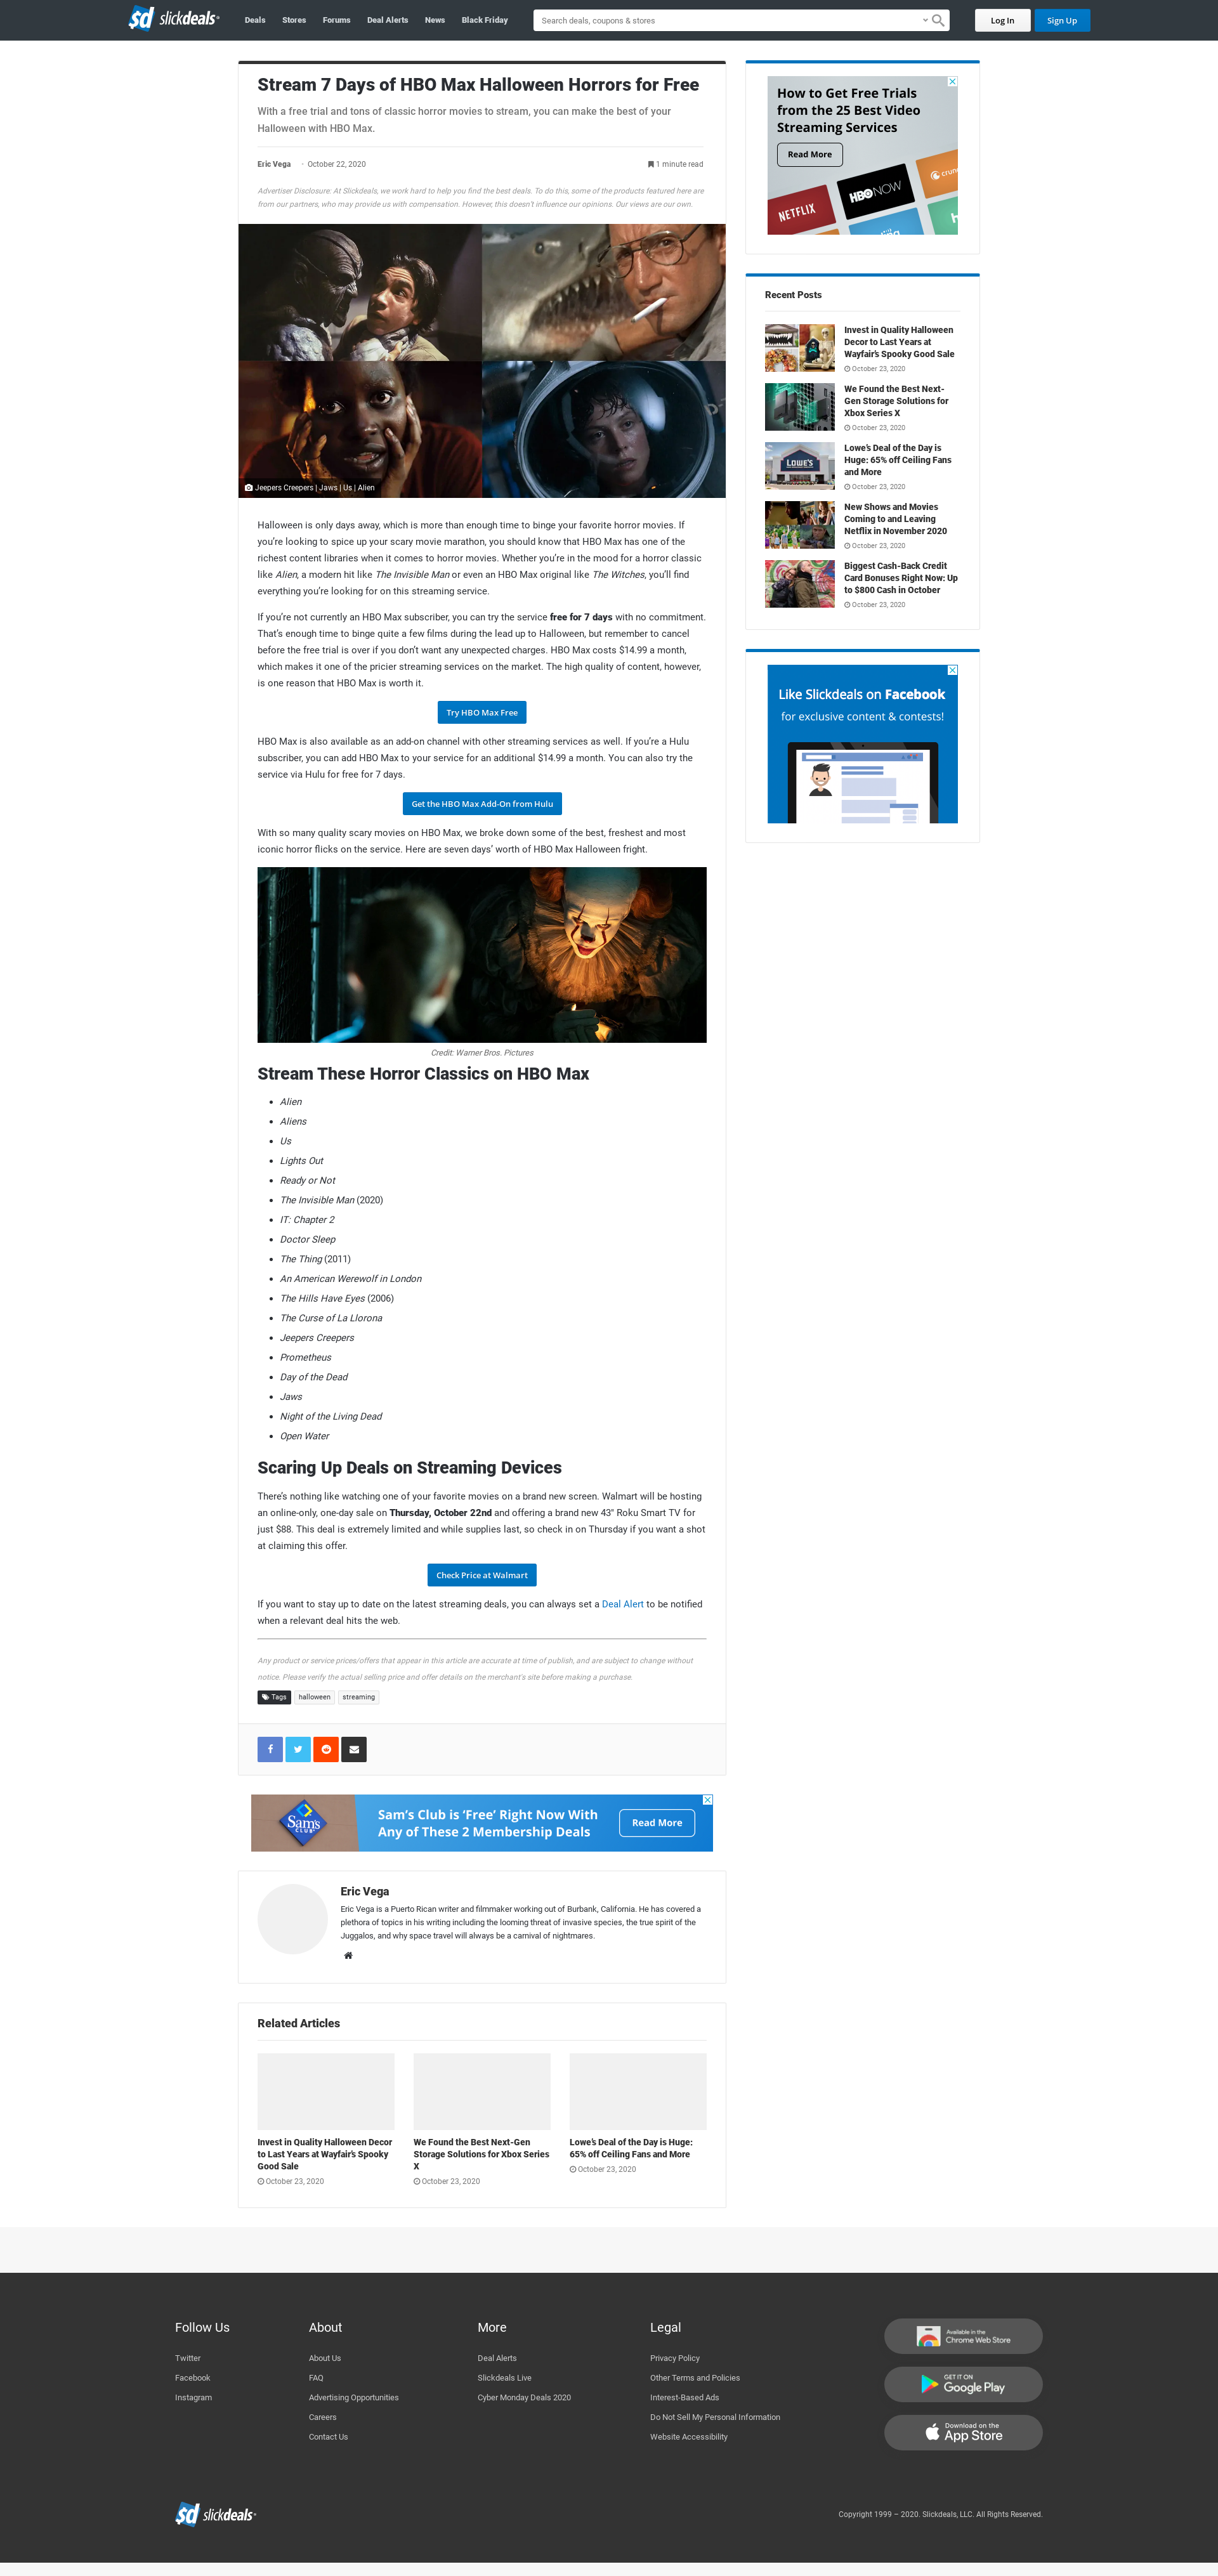 sd slickdeals
Deals
Stores
Forums
Deal Alerts
News
Black Friday
Search deals, coupons & stores
Log In
Sign Up
Stream 7 Days of HBO Max Halloween Horrors for Free
With a free trial and tons of classic horror movies to stream, you can make the best of your
Halloween with HBO Max.
Eric Vega · October 22, 2020
1 minute read
Advertiser Disclosure: At Slickdeals, we work hard to help you find the best deals. To do this, some of the products featured here are
from our partners, who may provide us with compensation. However, this doesn't influence our opinions. Our views are our own.
Jeepers Creepers | Jaws | Us | Alien
Halloween is only days away, which is more than enough time to binge your favorite horror movies. If
you're looking to spice up your scary movie marathon, you should know that HBO Max has one of the
richest content libraries when it comes to horror movies. Whether you're in the mood for a horror classic
like Alien, a modern hit like The Invisible Man or even an HBO Max original like The Witches, you'll find
everything you're looking for on this streaming service.
If you're not currently an HBO Max subscriber, you can try the service free for 7 days with no commitment.
That's enough time to binge quite a few films during the lead up to Halloween, but remember to cancel
before the free trial is over if you don't want any unexpected charges. HBO Max costs $14.99 a month,
which makes it one of the pricier streaming services on the market. The high quality of content, however,
is one reason that HBO Max is worth it.
Try HBO Max Free
HBO Max is also available as an add-on channel with other streaming services as well. If you're a Hulu
subscriber, you can add HBO Max to your service for an additional $14.99 a month. You can also try the
service via Hulu for free for 7 days.
Get the HBO Max Add-On from Hulu
With so many quality scary movies on HBO Max, we broke down some of the best, freshest and most
iconic horror flicks on the service. Here are seven days' worth of HBO Max Halloween fright.
Credit: Warner Bros. Pictures
Stream These Horror Classics on HBO Max
Alien
Aliens
Us
Lights Out
Ready or Not
The Invisible Man (2020)
IT: Chapter 2
Doctor Sleep
The Thing (2011)
An American Werewolf in London
The Hills Have Eyes (2006)
The Curse of La Llorona
Jeepers Creepers
Prometheus
Day of the Dead
Jaws
Night of the Living Dead
Open Water
Scaring Up Deals on Streaming Devices
There's nothing like watching one of your favorite movies on a brand new screen. Walmart will be hosting
an online-only, one-day sale on Thursday, October 22nd and offering a brand new 43" Roku Smart TV for
just $88. This deal is extremely limited and while supplies last, so check in on Thursday if you want a shot
at claiming this offer.
Check Price at Walmart
If you want to stay up to date on the latest streaming deals, you can always set a Deal Alert to be notified
when a relevant deal hits the web.
Any product or service prices/offers that appear in this article are accurate at time of publish, and are subject to change without
notice. Please verify the actual selling price and offer details on the merchant's site before making a purchase.
Tags
halloween
streaming
Sam's Club
Sam's Club is 'Free' Right Now With
Any of These 2 Membership Deals
Read More
Eric Vega
Eric Vega is a Puerto Rican writer and filmmaker working out of Burbank, California. He has covered a
plethora of topics in his writing including the looming threat of invasive species, the true spirit of the
Juggalos, and why space travel will always be a carnival of nightmares.
Related Articles
Invest in Quality Halloween Decor
to Last Years at Wayfair's Spooky
Good Sale
October 23, 2020
We Found the Best Next-Gen
Storage Solutions for Xbox Series
X
October 23, 2020
Lowe's Deal of the Day is Huge:
65% off Ceiling Fans and More
October 23, 2020
How to Get Free Trials
from the 25 Best Video
Streaming Services
Read More
NETFLIX
HBO NOW
crunc
Recent Posts
Invest in Quality Halloween
Decor to Last Years at
Wayfair's Spooky Good Sale
October 23, 2020
We Found the Best Next-
Gen Storage Solutions for
Xbox Series X
October 23, 2020
LOWE'S
Lowe's Deal of the Day is
Huge: 65% off Ceiling Fans
and More
October 23, 2020
New Shows and Movies
Coming to and Leaving
Netflix in November 2020
October 23, 2020
Biggest Cash-Back Credit
Card Bonuses Right Now: Up
to $800 Cash in October
October 23, 2020
Like Slickdeals on Facebook
for exclusive content & contests!
Follow Us
Twitter
Facebook
Instagram
About
About Us
FAQ
Advertising Opportunities
Careers
Contact Us
More
Deal Alerts
Slickdeals Live
Cyber Monday Deals 2020
Legal
Privacy Policy
Other Terms and Policies
Interest-Based Ads
Do Not Sell My Personal Information
Website Accessibility
Available in the
Chrome Web Store
GET IT ON
Google Play
Download on the
App Store
sd slickdeals
Copyright 1999 – 2020. Slickdeals, LLC. All Rights Reserved.